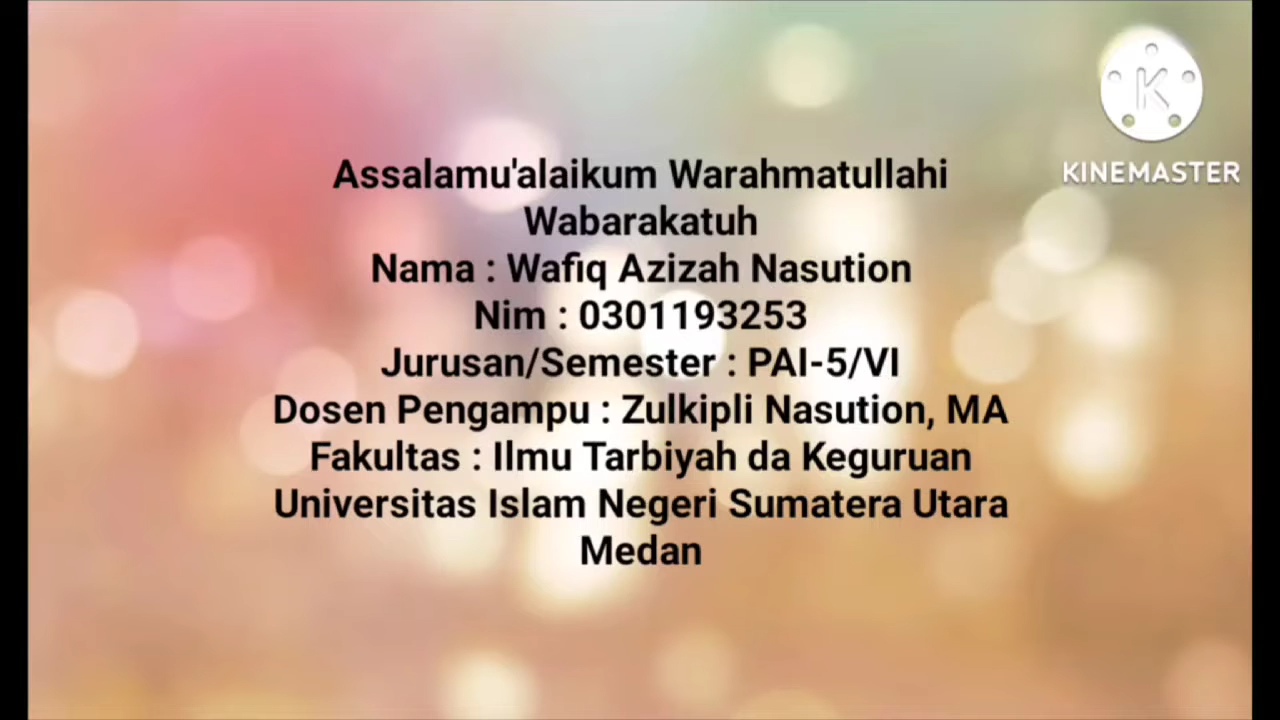 K
KINEMASTER
Assalamu'alaikum Warahmatullahi
Wabarakatuh
Nama : Wafiq Azizah Nasution
Nim : 0301193253
Jurusan/Semester : PAI-5/VI
Dosen Pengampu : Zulkipli Nasution, MA
Fakultas : Ilmu Tarbiyah da Keguruan
Universitas Islam Negeri Sumatera Utara
Medan